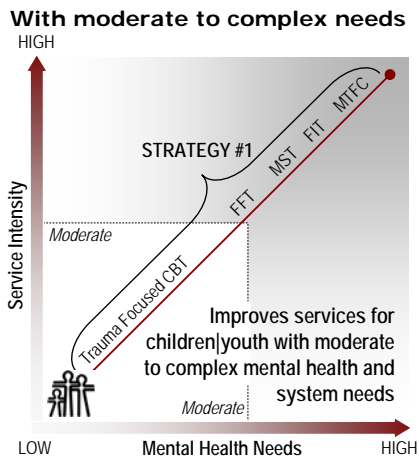 With moderate to complex needs
HIGH
STRATEGY #1
MTFC
FIT
MST
FFT
Trauma Focused CBT
Service Intensity
Moderate
Improves services for
children|youth with moderate
to complex mental health and
system needs
Moderate
LOW
Mental Health Needs
HIGH